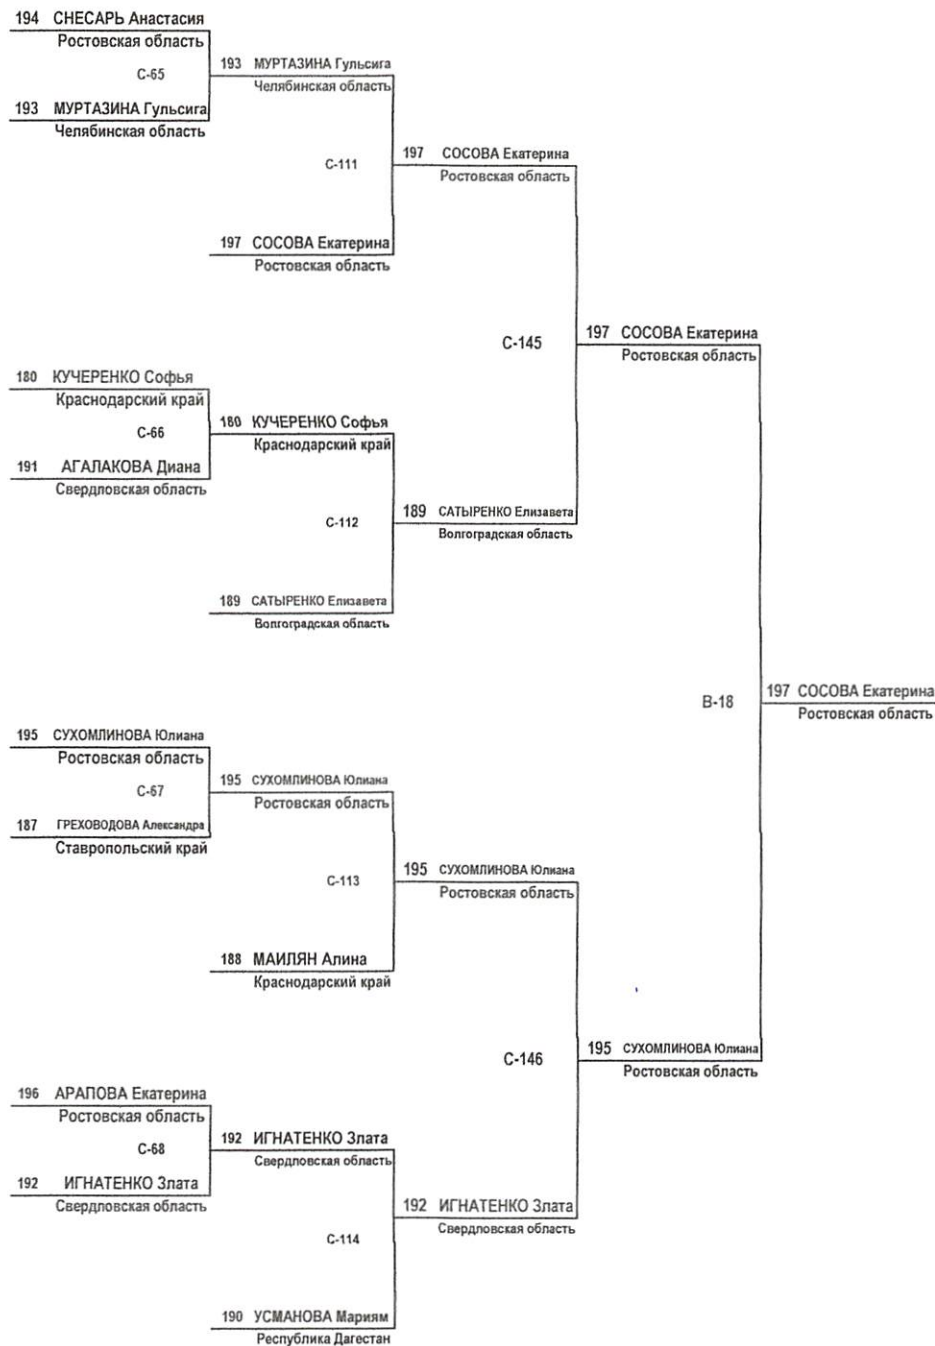 194 СНЕСАРЬ Анастасия
Ростовская область
С-65
193 МУРТАЗИНА Гульсига
Челябинская область
193 МУРТАЗИНА Гульсига
Челябинская область
С-111
197 СОСОВА Екатерина
Ростовская область
197 СОСОВА Екатерина
Ростовская область
С-145
197 СОСОВА Екатерина
Ростовская область
180 КУЧЕРЕНКО Софья
Краснодарский край
С-66
180 КУЧЕРЕНКО Софья
Краснодарский край
191 АГАЛАКОВА Диана
Свердловская область
С-112
189 САТЫРЕНКО Елизавета
Волгоградская область
189 САТЫРЕНКО Елизавета
Волгоградская область
В-18
197 СОСОВА Екатерина
Ростовская область
195 СУХОМЛИНОВА Юлиана
Ростовская область
С-67
195 СУХОМЛИНОВА Юлиана
Ростовская область
187 ГРЕХОВОДОВА Александра
Ставропольский край
С-113
195 СУХОМЛИНОВА Юлиана
Ростовская область
188 МАИЛЯН Алина
Краснодарский край
С-146
195 СУХОМЛИНОВА Юлиана
Ростовская область
196 АРАПОВА Екатерина
Ростовская область
С-68
192 ИГНАТЕНКО Злата
Свердловская область
192 ИГНАТЕНКО Злата
Свердловская область
С-114
192 ИГНАТЕНКО Злата
Свердловская область
190 УСМАНОВА Мариям
Республика Дагестан